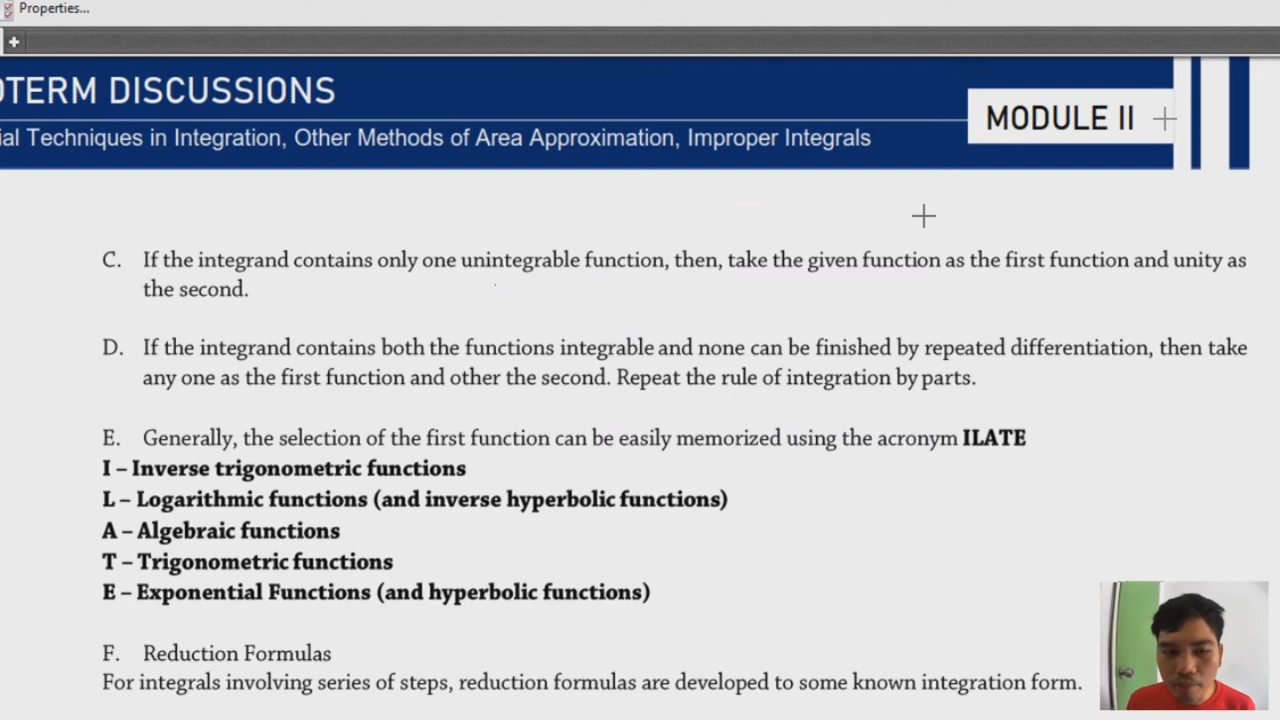 Properties...
OTERM DISCUSSIONS
MODULE II
ial Techniques in Integration, Other Methods of Area Approximation, Improper Integrals
C. If the integrand contains only one unintegrable function, then, take the given function as the first function and unity as
the second.
D. If the integrand contains both the functions integrable and none can be finished by repeated differentiation, then take
any one as the first function and other the second. Repeat the rule of integration by parts.
E. Generally, the selection of the first function can be easily memorized using the acronym ILATE
I – Inverse trigonometric functions
L – Logarithmic functions (and inverse hyperbolic functions)
A – Algebraic functions
T – Trigonometric functions
E – Exponential Functions (and hyperbolic functions)
F. Reduction Formulas
For integrals involving series of steps, reduction formulas are developed to some known integration form.